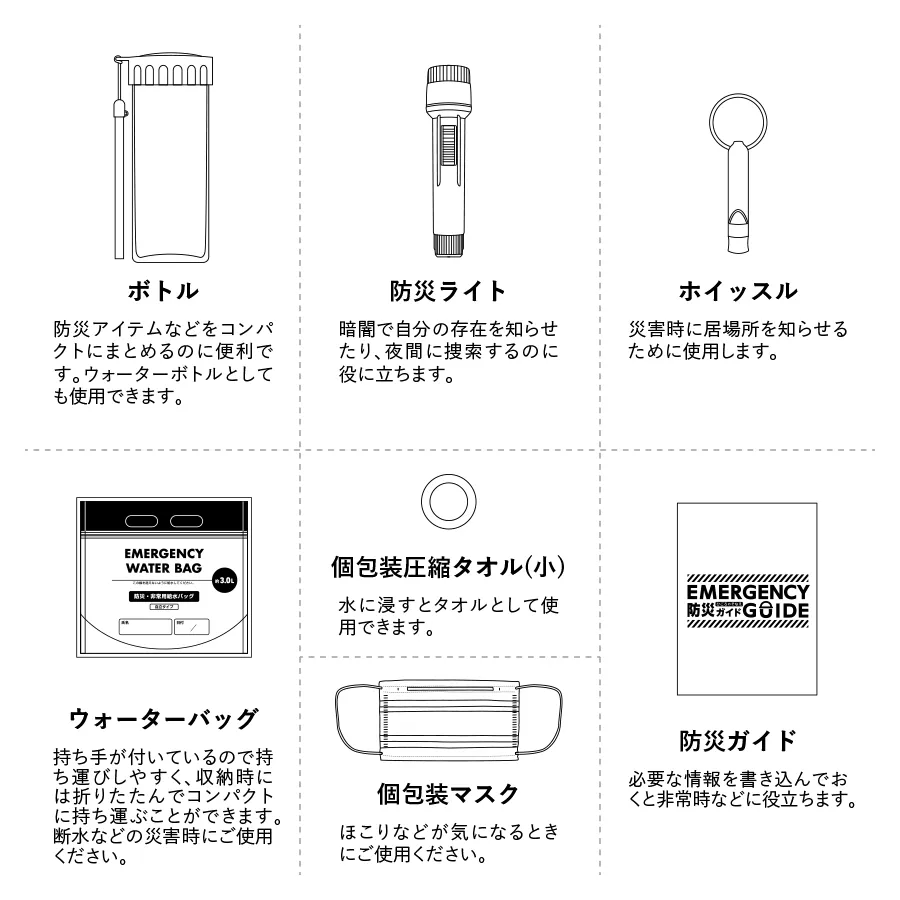 ボトル
防災アイテムなどをコンパ
クトにまとめるのに便利で
す。ウォーターボトルとして
も使用できます。
防災ライト
暗闇で自分の存在を知らせ
たり、夜間に捜索するのに
役に立ちます。
ホイッスル
災害時に居場所を知らせる
ために使用します。
EMERGENCY
WATER BAG
約3.0L
防災・非常用給水バッグ
自立タイプ
ウォーターバッグ
持ち手が付いているので持
ち運びしやすく、収納時に
は折りたたんでコンパクト
に持ち運ぶことができます。
断水などの災害時にご使用
ください。
個包装圧縮タオル(小)
水に浸すとタオルとして使
用できます。
個包装マスク
ほこりなどが気になるとき
にご使用ください。
EMERGENCY
防災ガイド GUIDE
防災ガイド
必要な情報を書き込んでお
くと非常時などに役立ちます。